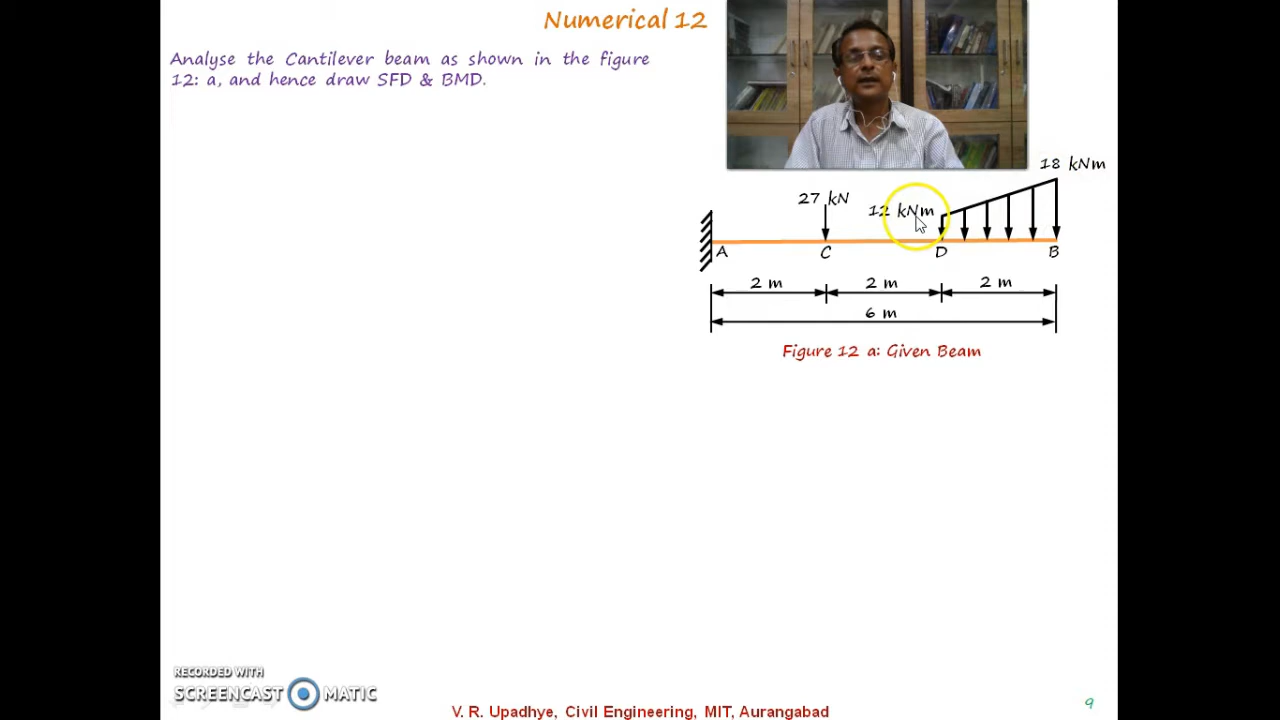 Numerical 12
Analyse the Cantilever beam as shown in the figure
12: a, and hence draw SFD & BMD.
18 kNm
27 kN
12 kNm
A
C
D
B
2 m
2 m
2 m
6 m
Figure 12 a: Given Beam
RECORDED WITH
SCREENCAST MATIC
V. R. Upadhye, Civil Engineering, MIT, Aurangabad
9